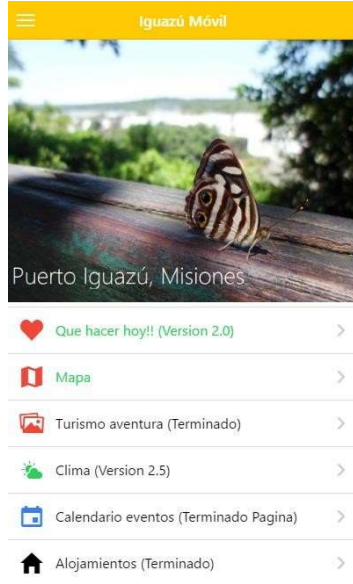 Iguazú Móvil
Puerto Iguazú, Misiones
Que hacer hoy!! (Version 2.0)
Mapa
Turismo aventura (Terminado)
Clima (Version 2.5)
Calendario eventos (Terminado Pagina)
Alojamientos (Terminado)